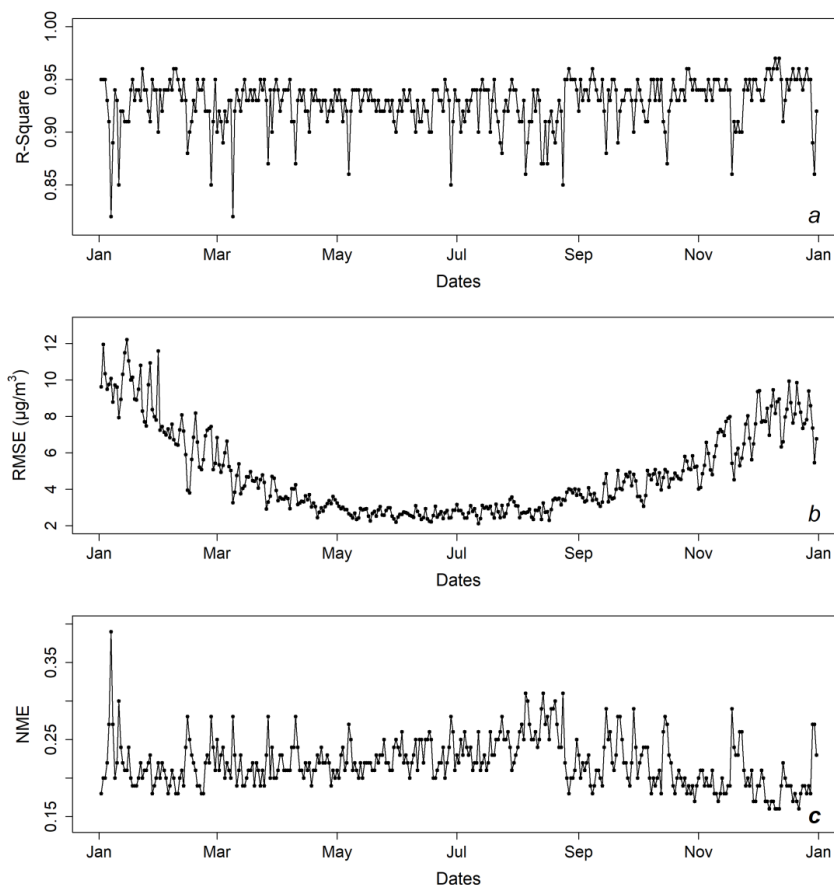 1.00
0.95
0.90
0.85
R-Square
a
Jan Mar May Jul Sep Nov Jan
Dates
12
10
8
6
4
2
RMSE (µg/m³)
b
Jan Mar May Jul Sep Nov Jan
Dates
0.35
0.25
0.15
NME
c
Jan Mar May Jul Sep Nov Jan
Dates